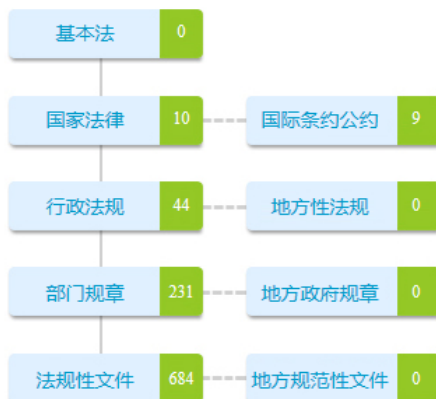 基本法 0
国家法律 10 国际条约公约 9
行政法规 44 地方性法规 0
部门规章 231 地方政府规章 0
法规性文件 684 地方规范性文件 0